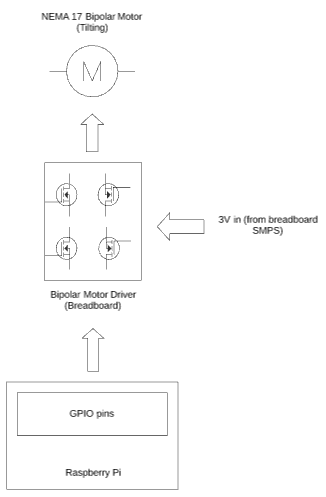 NEMA 17 Bipolar Motor
(Tilting)
M
3V in (from breadboard
SMPS)
Bipolar Motor Driver
(Breadboard)
GPIO pins
Raspberry Pi